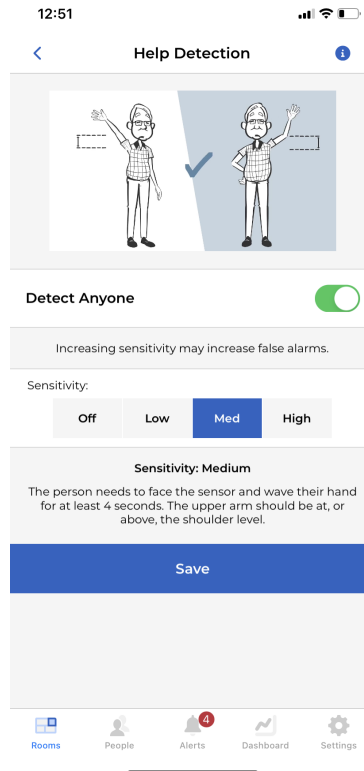 12:51
Help Detection
Detect Anyone
Increasing sensitivity may increase false alarms.
Sensitivity:
Off Low Med High
Sensitivity: Medium
The person needs to face the sensor and wave their hand
for at least 4 seconds. The upper arm should be at, or
above, the shoulder level.
Save
4
Rooms People Alerts Dashboard Settings